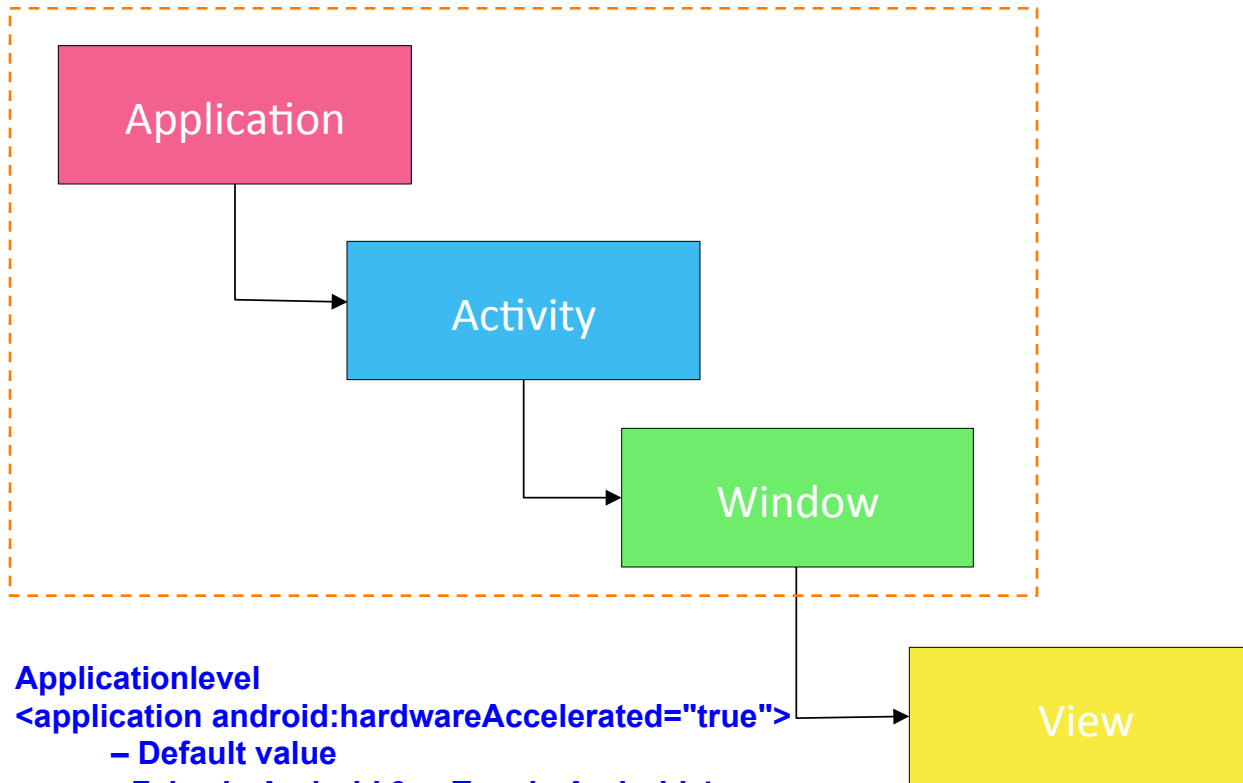 Application
Activity
Window
View
Applicationlevel
<application android:hardwareAccelerated="true">
– Default value